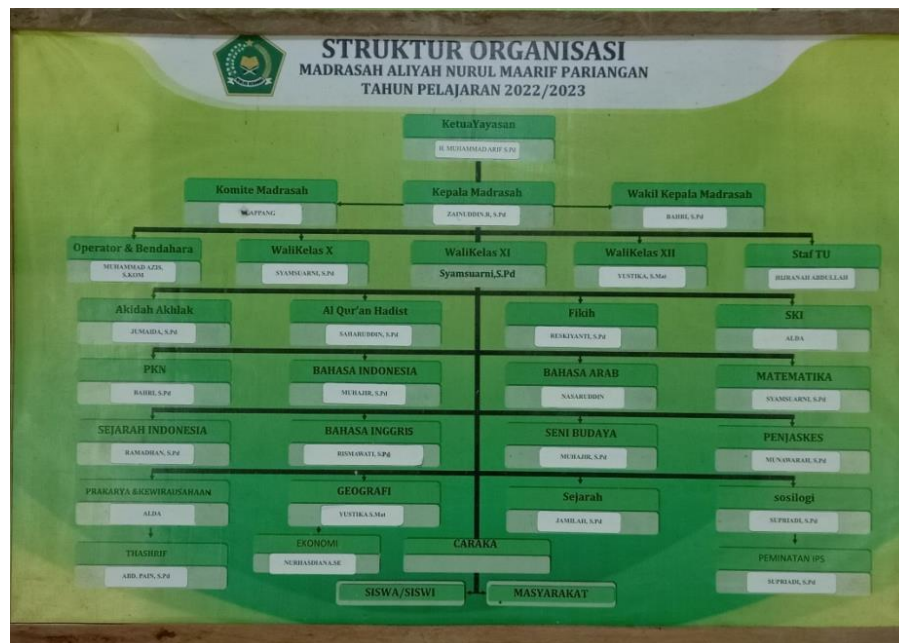 STRUKTUR ORGANISASI
MADRASAH ALIYAH NURUL MAARIF PARIANGAN
TAHUN PELAJARAN 2022/2023
KetuaYayasan
H. MUHAMMAD ARIF S.Pd
Komite Madrasah
Kepala Madrasah
Wakil Kepala Madrasah
ZAINUDDIN.R, S.Pd
BAHRI, S.Pd
Operator & Bendahara
WaliKelas X
WaliKelas XI
WaliKelas XII
Staf TU
MUHAMMAD AZIS,
S.KOM
SYAMSUARNI, S.Pd
Syamsuarni,S.Pd
YUSTIKA, S.Mat
ABDULLAH
Akidah Akhlak
Al Qur'an Hadist
Fikih
SKI
JUMAIDA, S.Pd
SAHARUDDIN, S.Pd
RESKIYANTI, S.Pd
ALDA
PKN
BAHASA INDONESIA
BAHASA ARAB
MATEMATIKA
BAHRI, S.Pd
MUHAJIR, S.Pd
NASARUDDIN
SYAMSUARNI, S.Pd
SEJARAH INDONESIA
BAHASA INGGRIS
SENI BUDAYA
PENJASKES
RAMADHAN, S.Pd
RISMAWATI, S.Pd
MUHAJIR, S.Pd
MUNAWARAH, S.Pd
PRAKARYA &KEWIRAUSAHAAN
GEOGRAFI
Sejarah
sosilogi
ALDA
YUSTIKA S.Mat
JAMILAH, S.Pd
SUPRIADI, S.Pd
THASHRIF
EKONOMI
CARAKA
PEMINATAN IPS
ABD. PAIN, S.Pd
NURHASDIANA,SE
SUPRIADI, S.Pd
SISWA/SISWI
MASYARAKAT